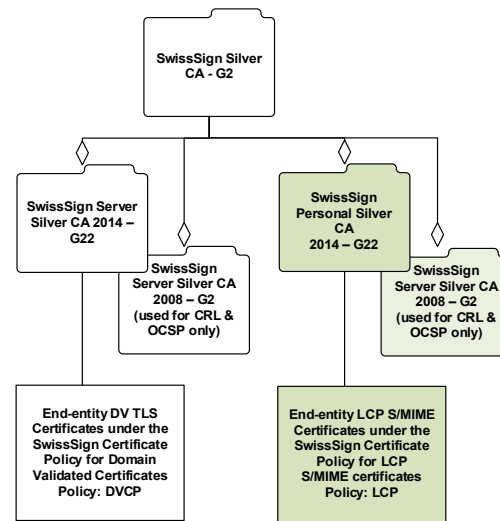 SwissSign Silver
CA - G2
SwissSign Server
Silver CA 2014 –
G22
SwissSign
Server Silver CA
2008 – G2
(used for CRL &
OCSP only)
SwissSign
Personal Silver
CA
2014 – G22
SwissSign
Server Silver CA
2008 – G2
(used for CRL &
OCSP only)
End-entity DV TLS
Certificates under the
SwissSign Certificate
Policy for Domain
Validated Certificates
Policy: DVCP
End-entity LCP S/MIME
Certificates under the
SwissSign Certificate
Policy for LCP
S/MIME certificates
Policy: LCP